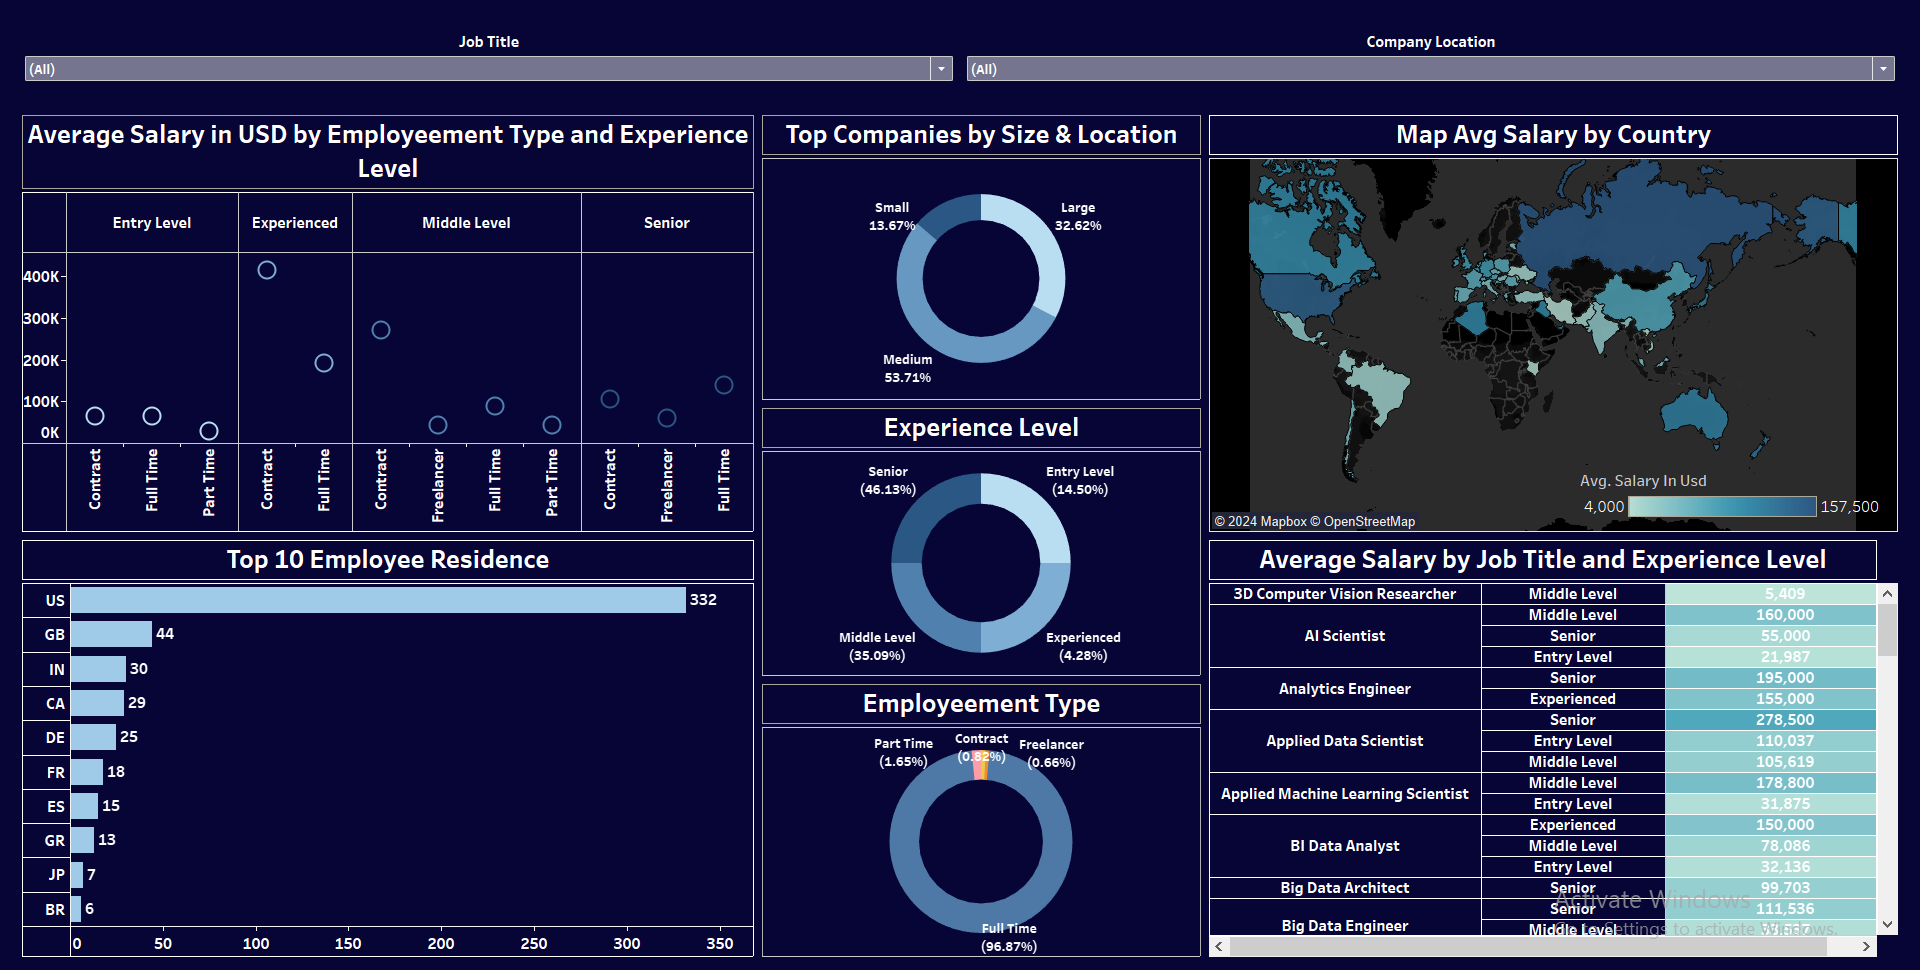 Job Title
(All)
Company Location
(All)
Average Salary in USD by Employeement Type and Experience
Level
Entry Level
Experienced
Middle Level
Senior
400K
300K
200K
100K
0K
Contract
Full Time
Part Time
Contract
Full Time
Contract
Freelancer
Full Time
Part Time
Contract
Freelancer
Full Time
Top 10 Employee Residence
US 332
GB 44
IN 30
CA 29
DE 25
FR 18
ES 15
GR 13
JP 7
BR 6
0 50 100 150 200 250 300 350
Top Companies by Size & Location
Small
13.67%
Large
32.62%
Medium
53.71%
Experience Level
Senior
(46.13%)
Entry Level
(14.50%)
Middle Level
(35.09%)
Experienced
(4.28%)
Employeement Type
Part Time
(1.65%)
Contract
(0.82%)
Freelancer
(0.66%)
Full Time
(96.87%)
Map Avg Salary by Country
Avg. Salary In Usd
4,000 157,500
© 2024 Mapbox © OpenStreetMap
Average Salary by Job Title and Experience Level
3D Computer Vision Researcher Middle Level 5,409
AI Scientist Middle Level 160,000
Senior 55,000
Entry Level 21,987
Analytics Engineer Senior 195,000
Experienced 155,000
Applied Data Scientist Senior 278,500
Entry Level 110,037
Middle Level 105,619
Applied Machine Learning Scientist Middle Level 178,800
Entry Level 31,875
BI Data Analyst Experienced 150,000
Middle Level 78,086
Entry Level 32,136
Big Data Architect Senior 99,703
Big Data Engineer Senior 111,536
Middle Level
Activate Windows
Go to Settings to activate Windows.